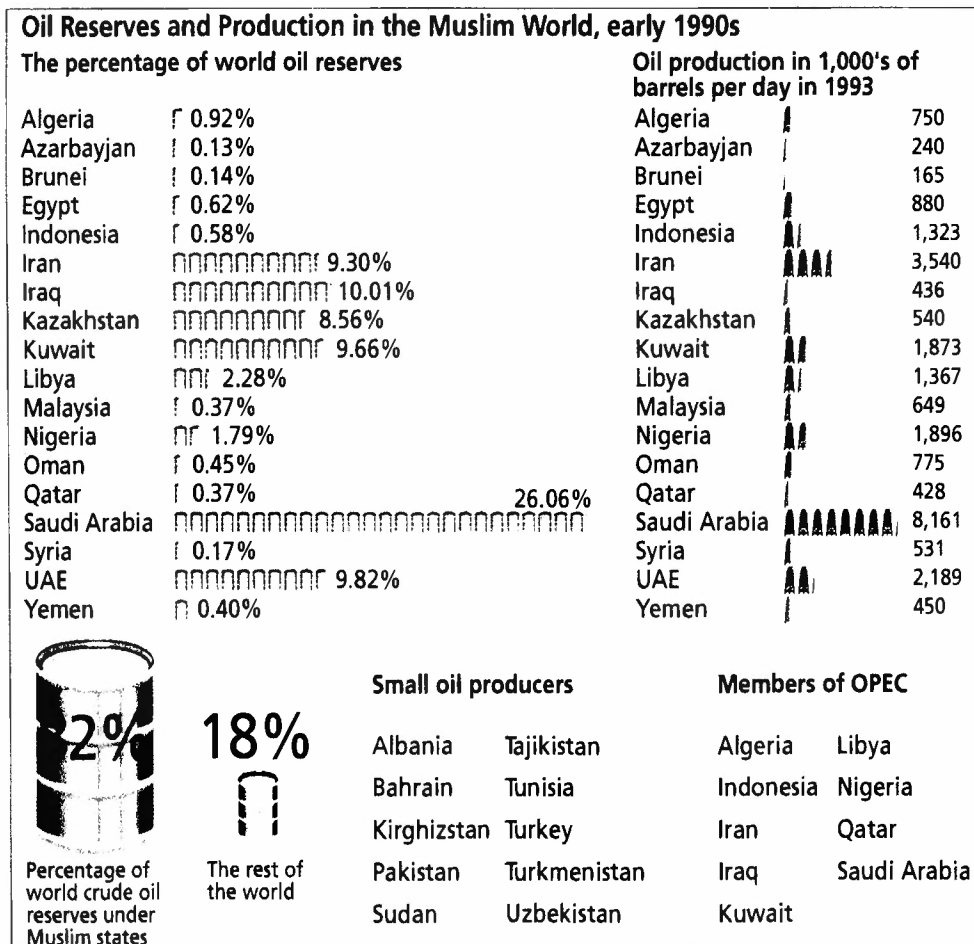 Oil Reserves and Production in the Muslim World, early 1990s
The percentage of world oil reserves
Algeria 0.92%
Azarbayjan 0.13%
Brunei 0.14%
Egypt 0.62%
Indonesia 0.58%
Iran 9.30%
Iraq 10.01%
Kazakhstan 8.56%
Kuwait 9.66%
Libya 2.28%
Malaysia 0.37%
Nigeria 1.79%
Oman 0.45%
Qatar 0.37%
Saudi Arabia 26.06%
Syria 0.17%
UAE 9.82%
Yemen 0.40%
Oil production in 1,000's of
barrels per day in 1993
Algeria 750
Azarbayjan 240
Brunei 165
Egypt 880
Indonesia 1,323
Iran 3,540
Iraq 436
Kazakhstan 540
Kuwait 1,873
Libya 1,367
Malaysia 649
Nigeria 1,896
Oman 775
Qatar 428
Saudi Arabia 8,161
Syria 531
UAE 2,189
Yemen 450
82%
Percentage of
world crude oil
reserves under
Muslim states
18%
The rest of
the world
Small oil producers
Albania Tajikistan
Bahrain Tunisia
Kirghizstan Turkey
Pakistan Turkmenistan
Sudan Uzbekistan
Members of OPEC
Algeria Libya
Indonesia Nigeria
Iran Qatar
Iraq Saudi Arabia
Kuwait